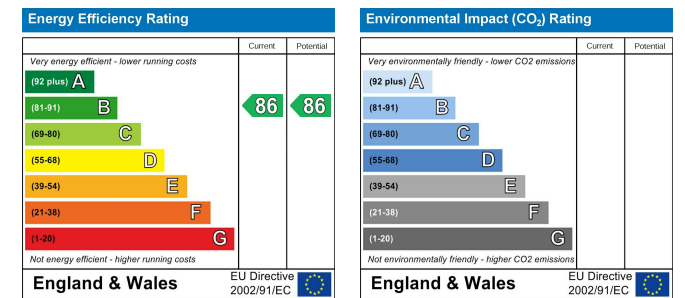 Energy Efficiency Rating
Current Potential
Very energy efficient - lower running costs
(92 plus) A
(81-91) B 86 86
(69-80) C
(55-68) D
(39-54) E
(21-38) F
(1-20) G
Not energy efficient - higher running costs
England & Wales
EU Directive
2002/91/EC
Environmental Impact (CO₂) Rating
Current Potential
Very environmentally friendly - lower CO2 emissions
(92 plus) A
(81-91) B
(69-80) C
(55-68) D
(39-54) E
(21-38) F
(1-20) G
Not environmentally friendly - higher CO2 emissions
England & Wales
EU Directive
2002/91/EC